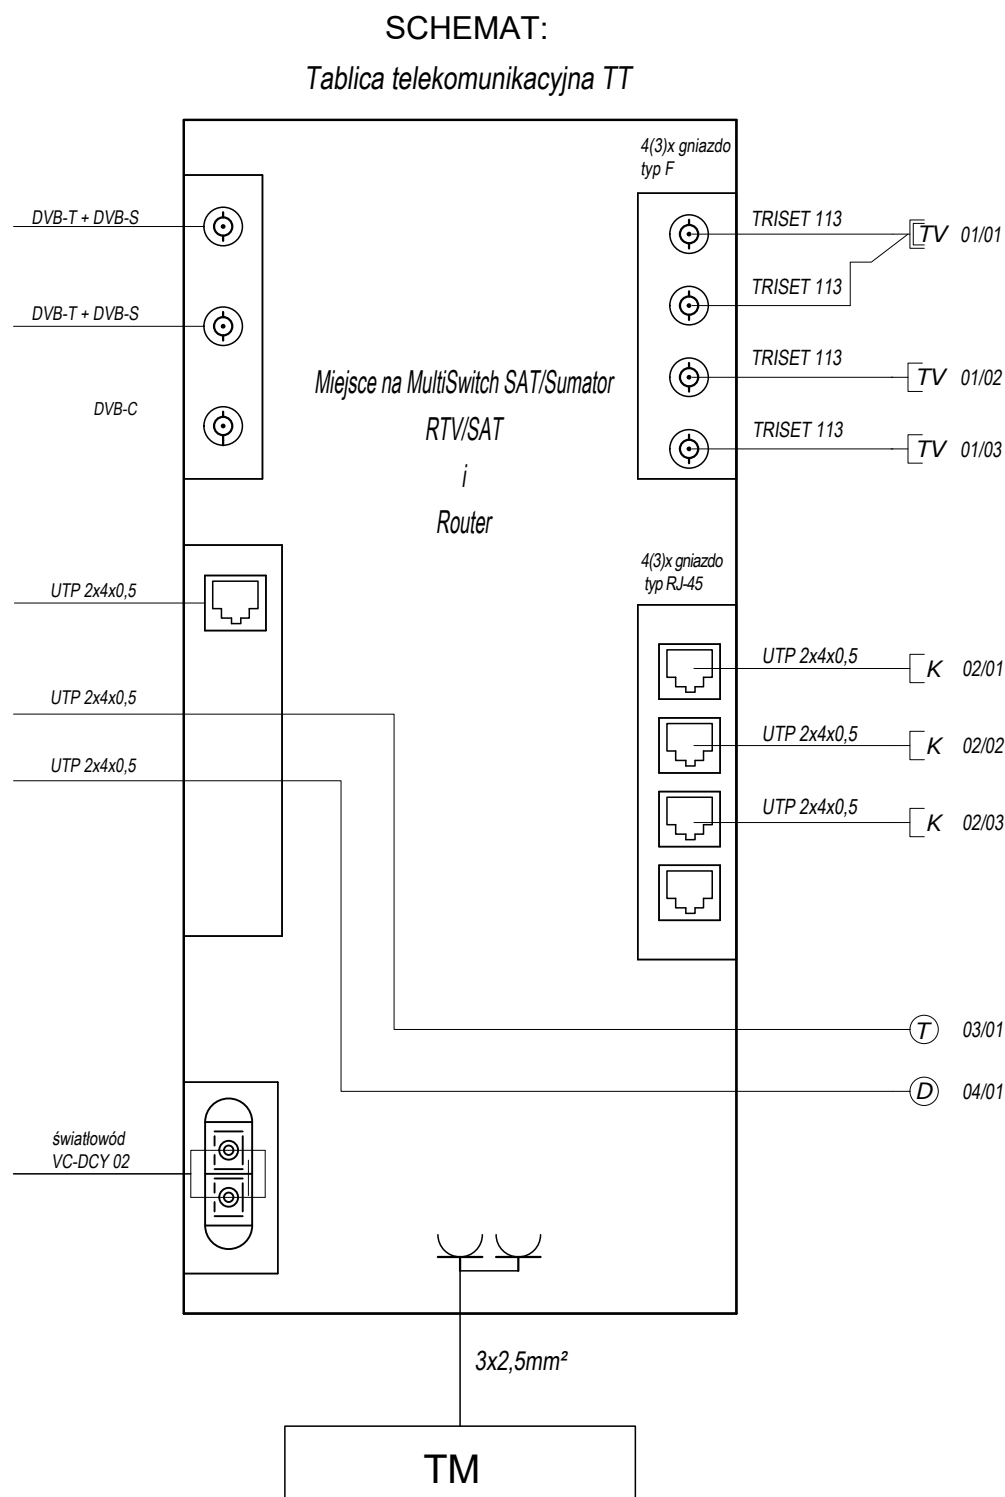 SCHEMAT:
Tablica telekomunikacyjna TT
4(3)x gniazdo
typ F
DVB-T + DVB-S
DVB-T + DVB-S
DVB-C
TRISET 113
TV 01/01
TRISET 113
TRISET 113
TV 01/02
TRISET 113
TV 01/03
Miejsce na MultiSwitch SAT/Sumator
RTV/SAT
i
Router
4(3)x gniazdo
typ RJ-45
UTP 2x4x0,5
UTP 2x4x0,5
UTP 2x4x0,5
UTP 2x4x0,5
K 02/01
UTP 2x4x0,5
K 02/02
UTP 2x4x0,5
K 02/03
T 03/01
D 04/01
światłowód
VC-DCY 02
3x2,5mm²
TM